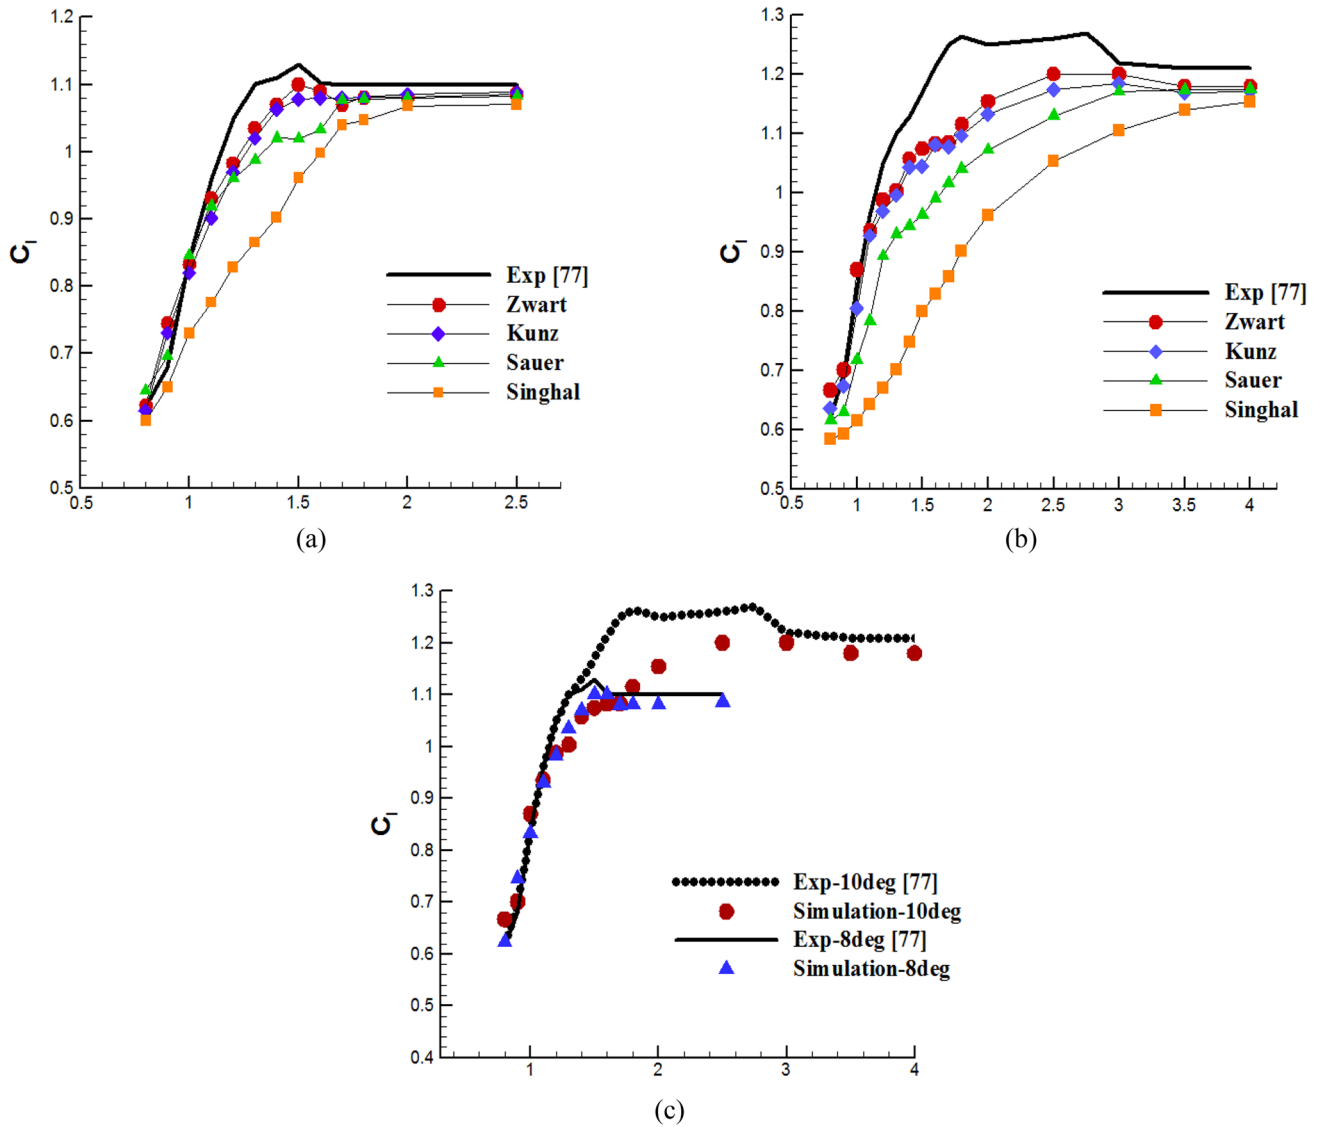 1.2
1.1
1
0.9
0.8
0.7
0.6
0.5
C_l
0.5 1 1.5 2 2.5
Exp [77]
Zwart
Kunz
Sauer
Singhal
(a)
1.3
1.2
1.1
1
0.9
0.8
0.7
0.6
0.5
C_l
0.5 1 1.5 2 2.5 3 3.5 4
Exp [77]
Zwart
Kunz
Sauer
Singhal
(b)
1.3
1.2
1.1
1
0.9
0.8
0.7
0.6
0.5
0.4
C_l
1 2 3 4
Exp-10deg [77]
Simulation-10deg
Exp-8deg [77]
Simulation-8deg
(c)